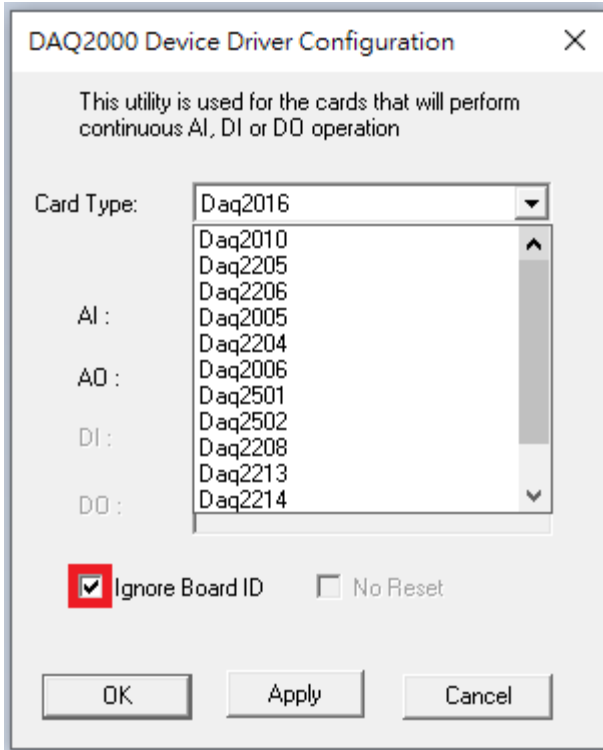 DAQ2000 Device Driver Configuration
This utility is used for the cards that will perform
continuous AI, DI or DO operation
Card Type:
Daq2016
Daq2010
Daq2205
Daq2206
Daq2005
Daq2204
Daq2006
Daq2501
Daq2502
Daq2208
Daq2213
Daq2214
AI :
AO :
DI :
DO :
Ignore Board ID
No Reset
OK
Apply
Cancel